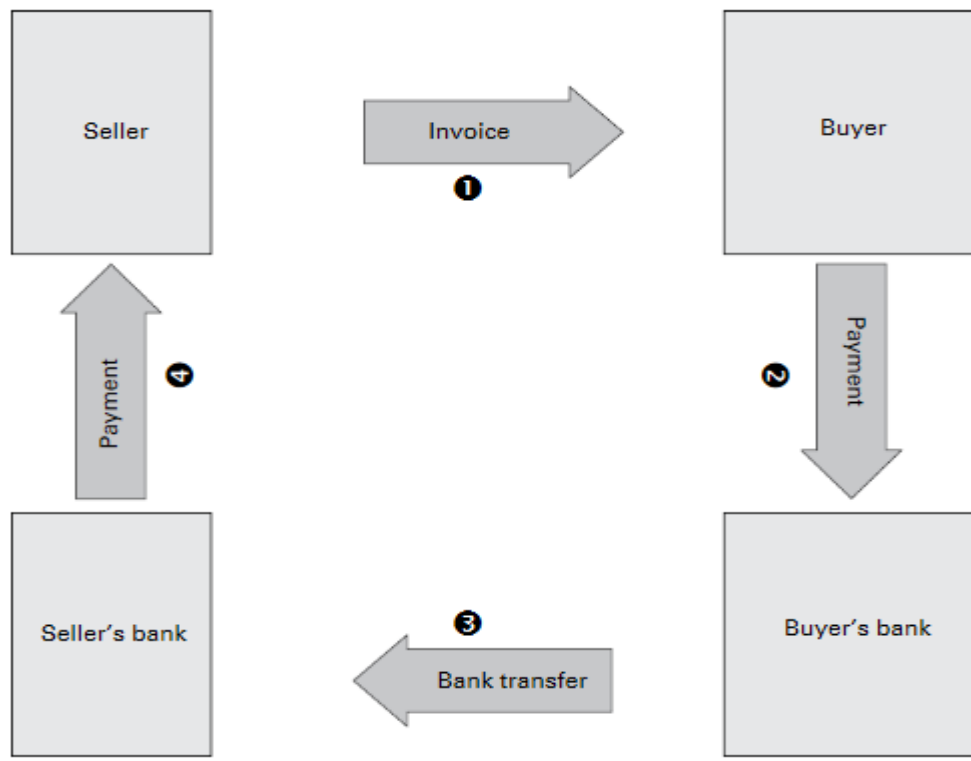 Seller
Invoice
❶
Buyer
Payment
❷
Buyer's bank
❸
Bank transfer
Seller's bank
Payment
❹